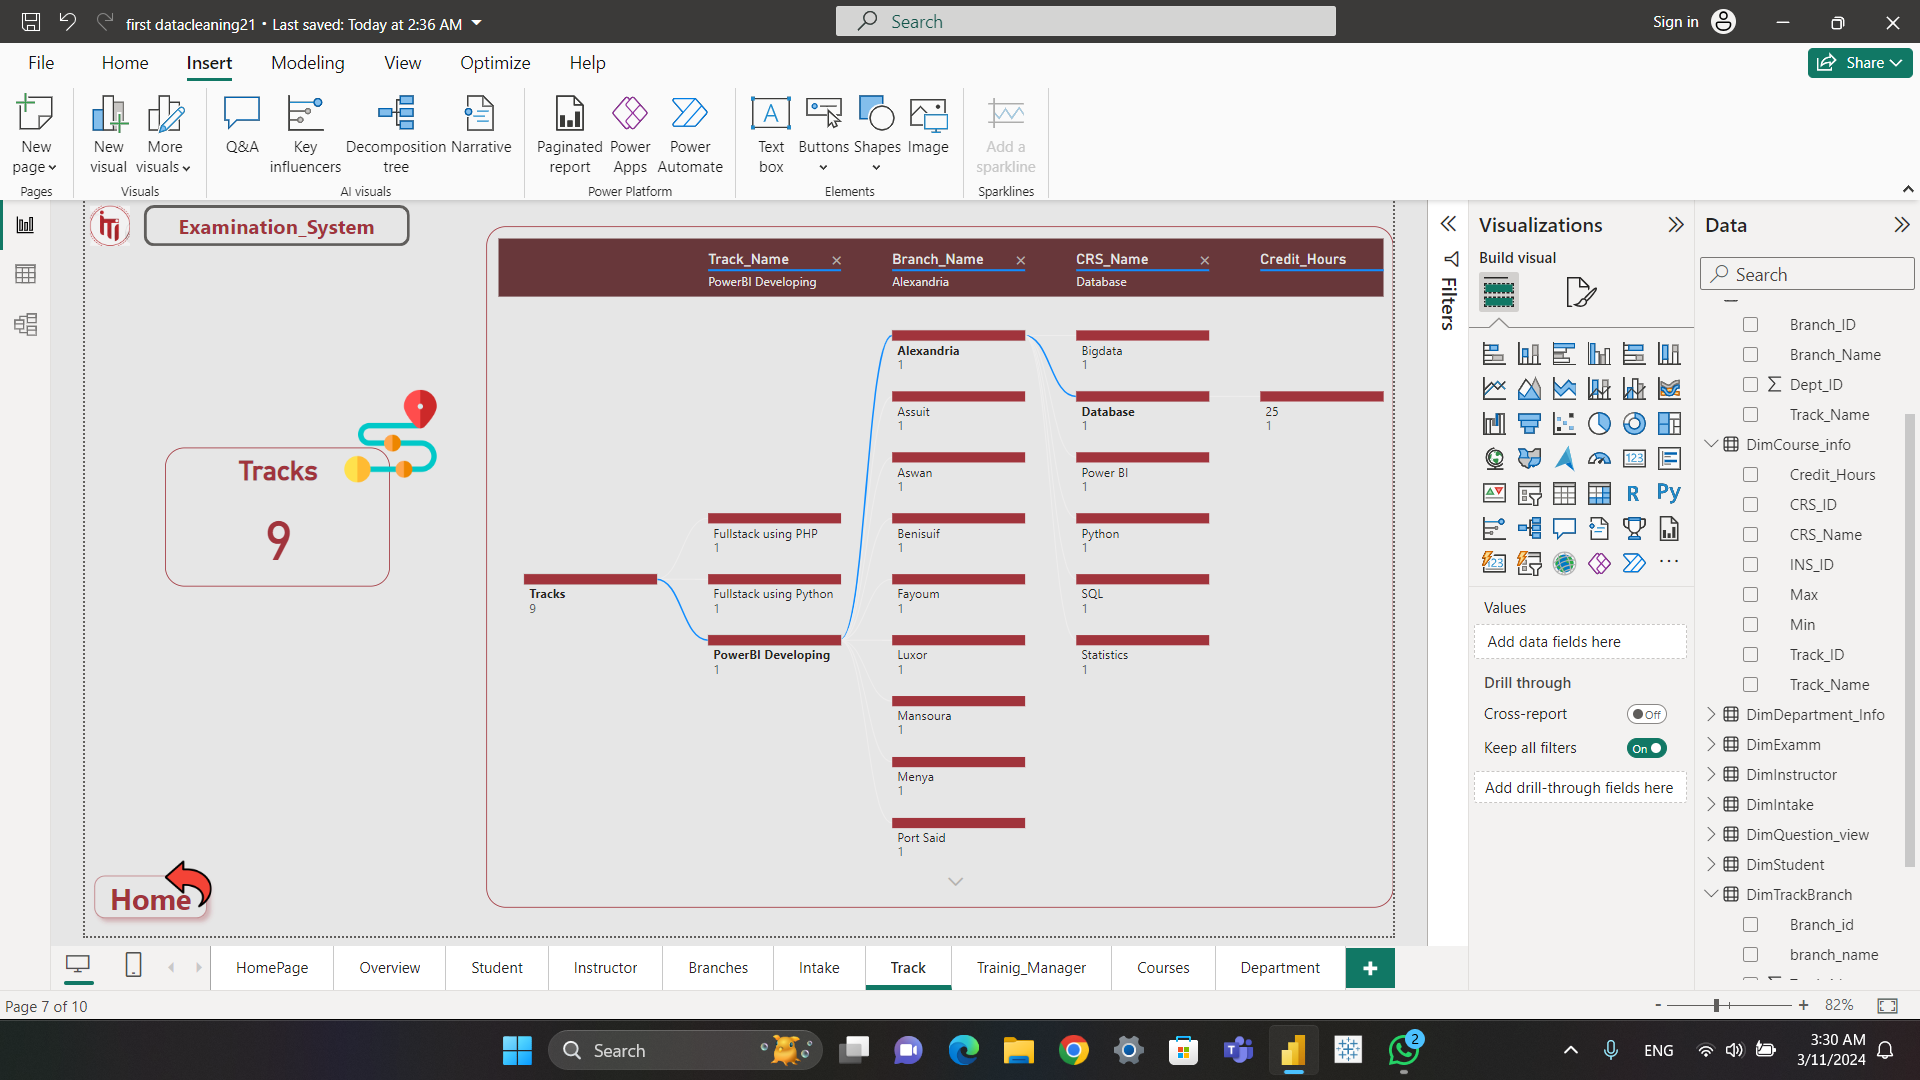 first datacleaning21 • Last saved: Today at 2:36 AM
Search
Sign in
File
Home
Insert
Modeling
View
Optimize
Help
Share
New page
New visual
More visuals
Q&A
Key influencers
Decomposition tree
Narrative
Paginated report
Power Apps
Power Automate
Text box
Buttons
Shapes
Image
Add a sparkline
Pages
Visuals
AI visuals
Power Platform
Elements
Sparklines
iTi
Examination_System
Tracks
9
Home
Track_Name
PowerBI Developing
Branch_Name
Alexandria
CRS_Name
Database
Credit_Hours
Tracks
9
Fullstack using PHP
1
Fullstack using Python
1
PowerBI Developing
1
Alexandria
1
Assuit
1
Aswan
1
Benisuif
1
Fayoum
1
Luxor
1
Mansoura
1
Menya
1
Port Said
1
Bigdata
1
Database
1
Power BI
1
Python
1
SQL
1
Statistics
1
25
1
Filters
Visualizations
Build visual
123
R
Py
123
Values
Add data fields here
Drill through
Cross-report
Off
Keep all filters
On
Add drill-through fields here
Data
Search
Branch_ID
Branch_Name
Dept_ID
Track_Name
DimCourse_info
Credit_Hours
CRS_ID
CRS_Name
INS_ID
Max
Min
Track_ID
Track_Name
DimDepartment_Info
DimExamm
DimInstructor
DimIntake
DimQuestion_view
DimStudent
DimTrackBranch
Branch_id
branch_name
HomePage
Overview
Student
Instructor
Branches
Intake
Track
Trainig_Manager
Courses
Department
Page 7 of 10
- + 82%
Search
2
ENG
3:30 AM
3/11/2024